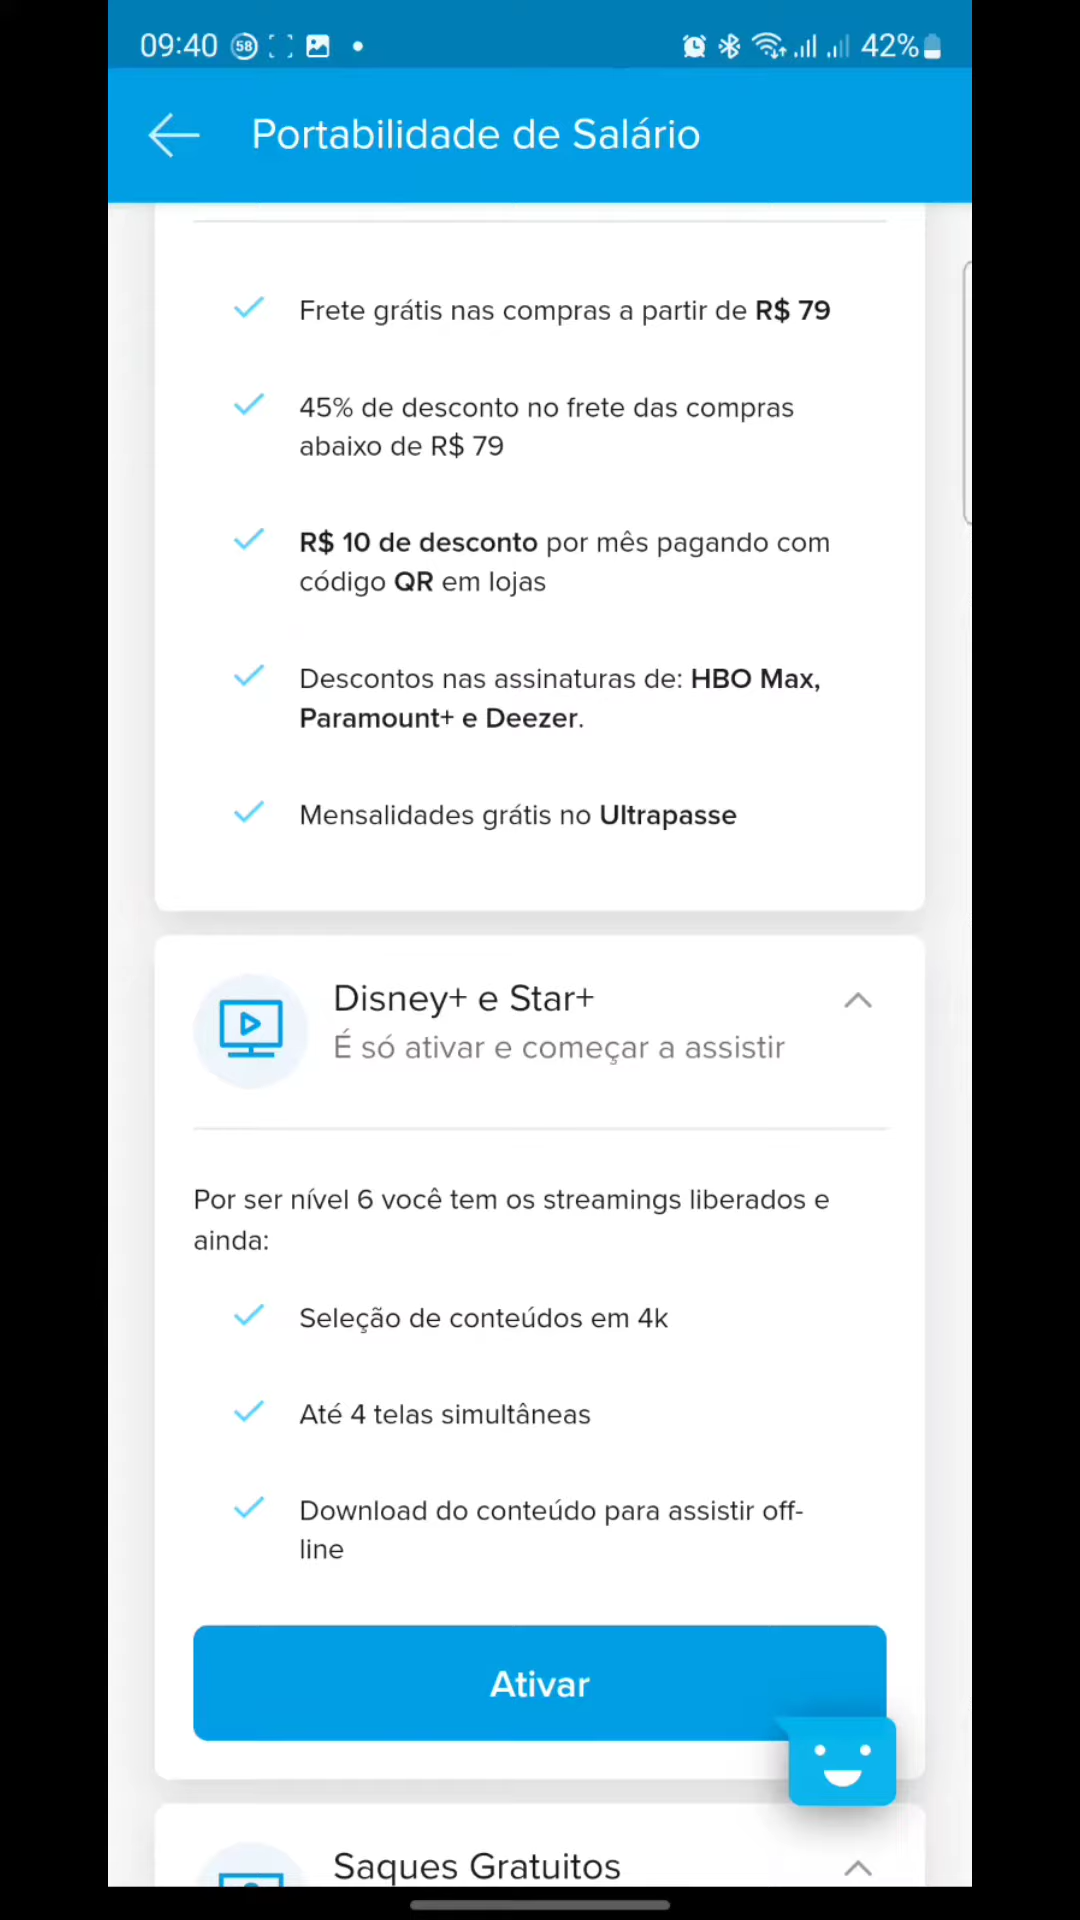 09:40 58 42%
Portabilidade de Salário
Frete grátis nas compras a partir de R$ 79
45% de desconto no frete das compras
abaixo de R$ 79
R$ 10 de desconto por mês pagando com
código QR em lojas
Descontos nas assinaturas de: HBO Max,
Paramount+ e Deezer.
Mensalidades grátis no Ultrapasse
Disney+ e Star+
É só ativar e começar a assistir
Por ser nível 6 você tem os streamings liberados e
ainda:
Seleção de conteúdos em 4k
Até 4 telas simultâneas
Download do conteúdo para assistir off-
line
Ativar
Saques Gratuitos